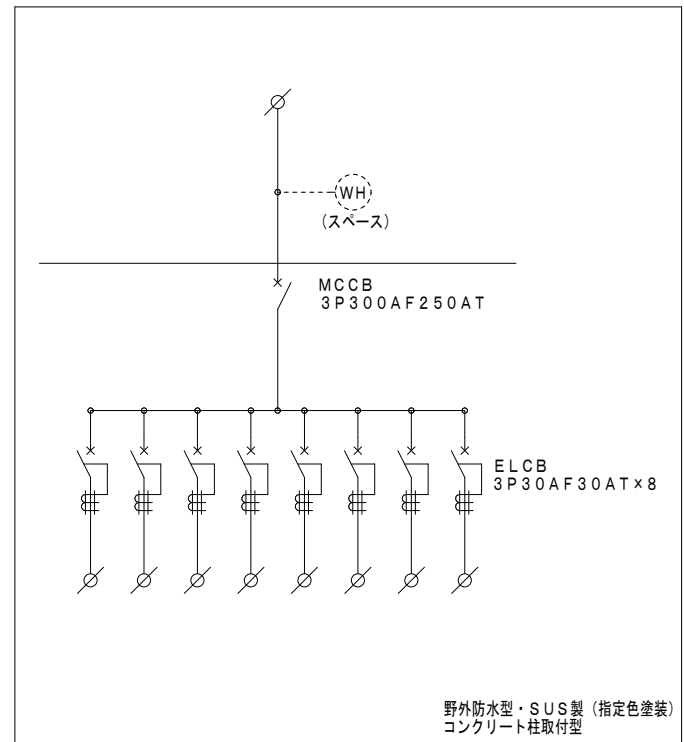 WH
(スペース)
MCCB
3P300AF250AT
ELCB
3P30AF30AT×8
野外防水型・SUS製（指定色塗装）
コンクリート柱取付型